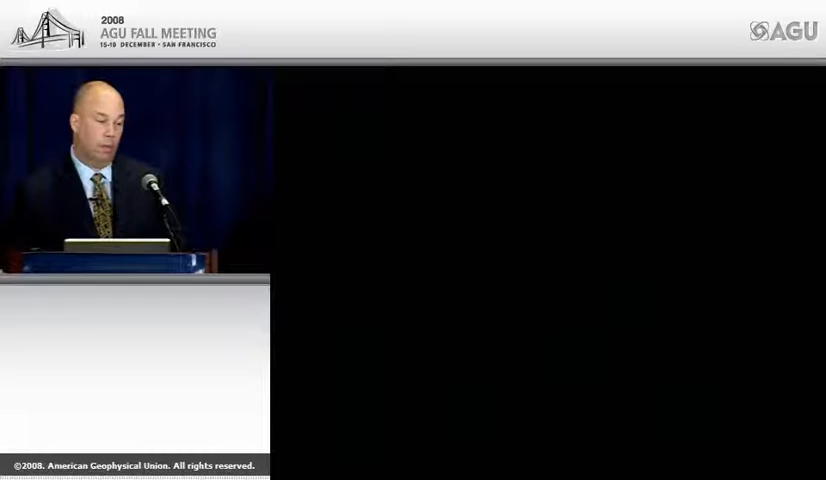 2008
AGU FALL MEETING
15-19 DECEMBER • SAN FRANCISCO
AGU
©2008. American Geophysical Union. All rights reserved.